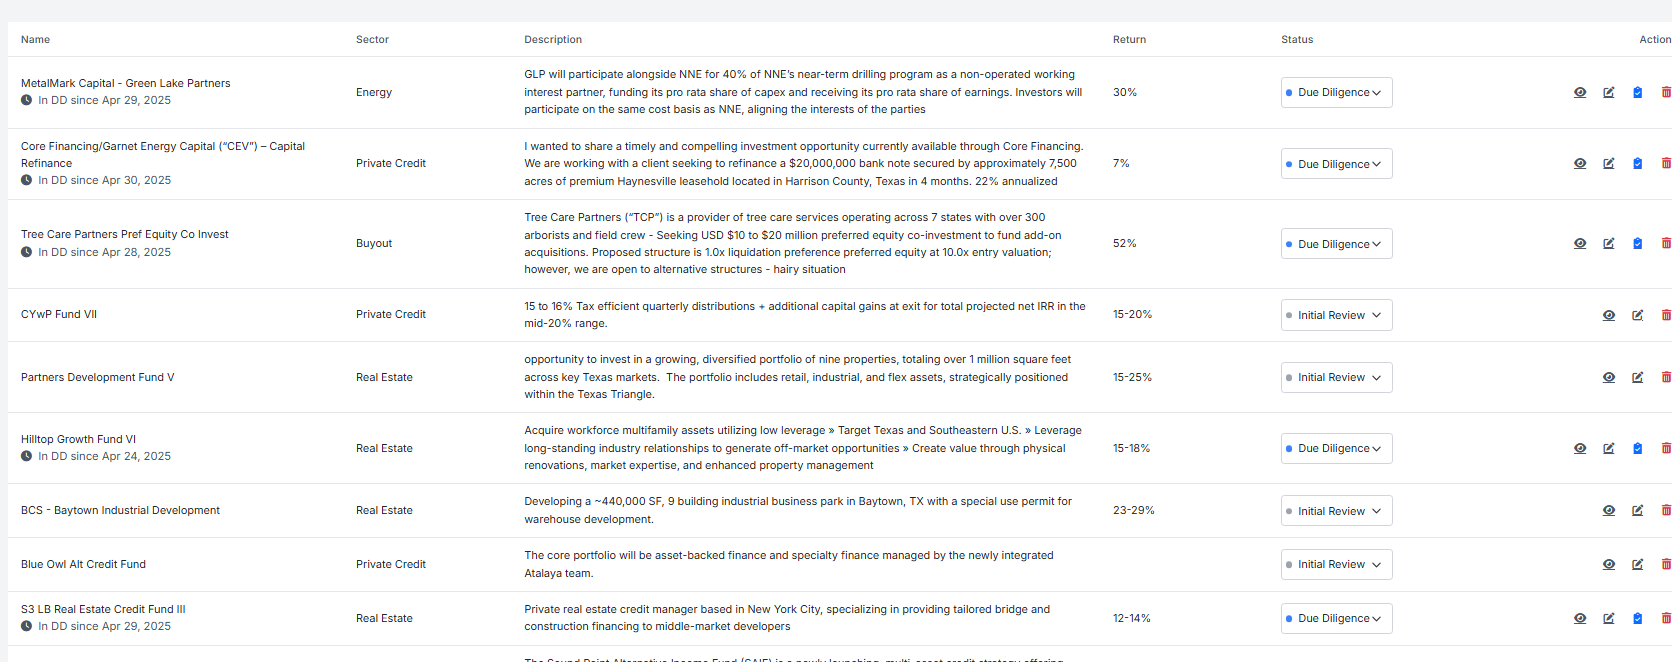 Name Sector Description Return Status Action
MetalMark Capital - Green Lake Partners
In DD since Apr 29, 2025
Energy
GLP will participate alongside NNE for 40% of NNE's near-term drilling program as a non-operated working
interest partner, funding its pro rata share of capex and receiving its pro rata share of earnings. Investors will
participate on the same cost basis as NNE, aligning the interests of the parties
30%
Due Diligence
Core Financing/Garnet Energy Capital (“CEV”) – Capital
Refinance
In DD since Apr 30, 2025
Private Credit
I wanted to share a timely and compelling investment opportunity currently available through Core Financing.
We are working with a client seeking to refinance a $20,000,000 bank note secured by approximately 7,500
acres of premium Haynesville leasehold located in Harrison County, Texas in 4 months. 22% annualized
7%
Due Diligence
Tree Care Partners Pref Equity Co Invest
In DD since Apr 28, 2025
Buyout
Tree Care Partners (“TCP”) is a provider of tree care services operating across 7 states with over 300
arborists and field crew - Seeking USD $10 to $20 million preferred equity co-investment to fund add-on
acquisitions. Proposed structure is 1.0x liquidation preference preferred equity at 10.0x entry valuation;
however, we are open to alternative structures - hairy situation
52%
Due Diligence
CYwP Fund VII
Private Credit
15 to 16% Tax efficient quarterly distributions + additional capital gains at exit for total projected net IRR in the
mid-20% range.
15-20%
Initial Review
Partners Development Fund V
Real Estate
opportunity to invest in a growing, diversified portfolio of nine properties, totaling over 1 million square feet
across key Texas markets.  The portfolio includes retail, industrial, and flex assets, strategically positioned
within the Texas Triangle.
15-25%
Initial Review
Hilltop Growth Fund VI
In DD since Apr 24, 2025
Real Estate
Acquire workforce multifamily assets utilizing low leverage » Target Texas and Southeastern U.S. » Leverage
long-standing industry relationships to generate off-market opportunities » Create value through physical
renovations, market expertise, and enhanced property management
15-18%
Due Diligence
BCS - Baytown Industrial Development
Real Estate
Developing a ~440,000 SF, 9 building industrial business park in Baytown, TX with a special use permit for
warehouse development.
23-29%
Initial Review
Blue Owl Alt Credit Fund
Private Credit
The core portfolio will be asset-backed finance and specialty finance managed by the newly integrated
Atalaya team.
Initial Review
S3 LB Real Estate Credit Fund III
In DD since Apr 29, 2025
Real Estate
Private real estate credit manager based in New York City, specializing in providing tailored bridge and
construction financing to middle-market developers
12-14%
Due Diligence
The Sound Point Alternative Income Fund (SAIF) is a newly launching, multi-asset credit strategy offering